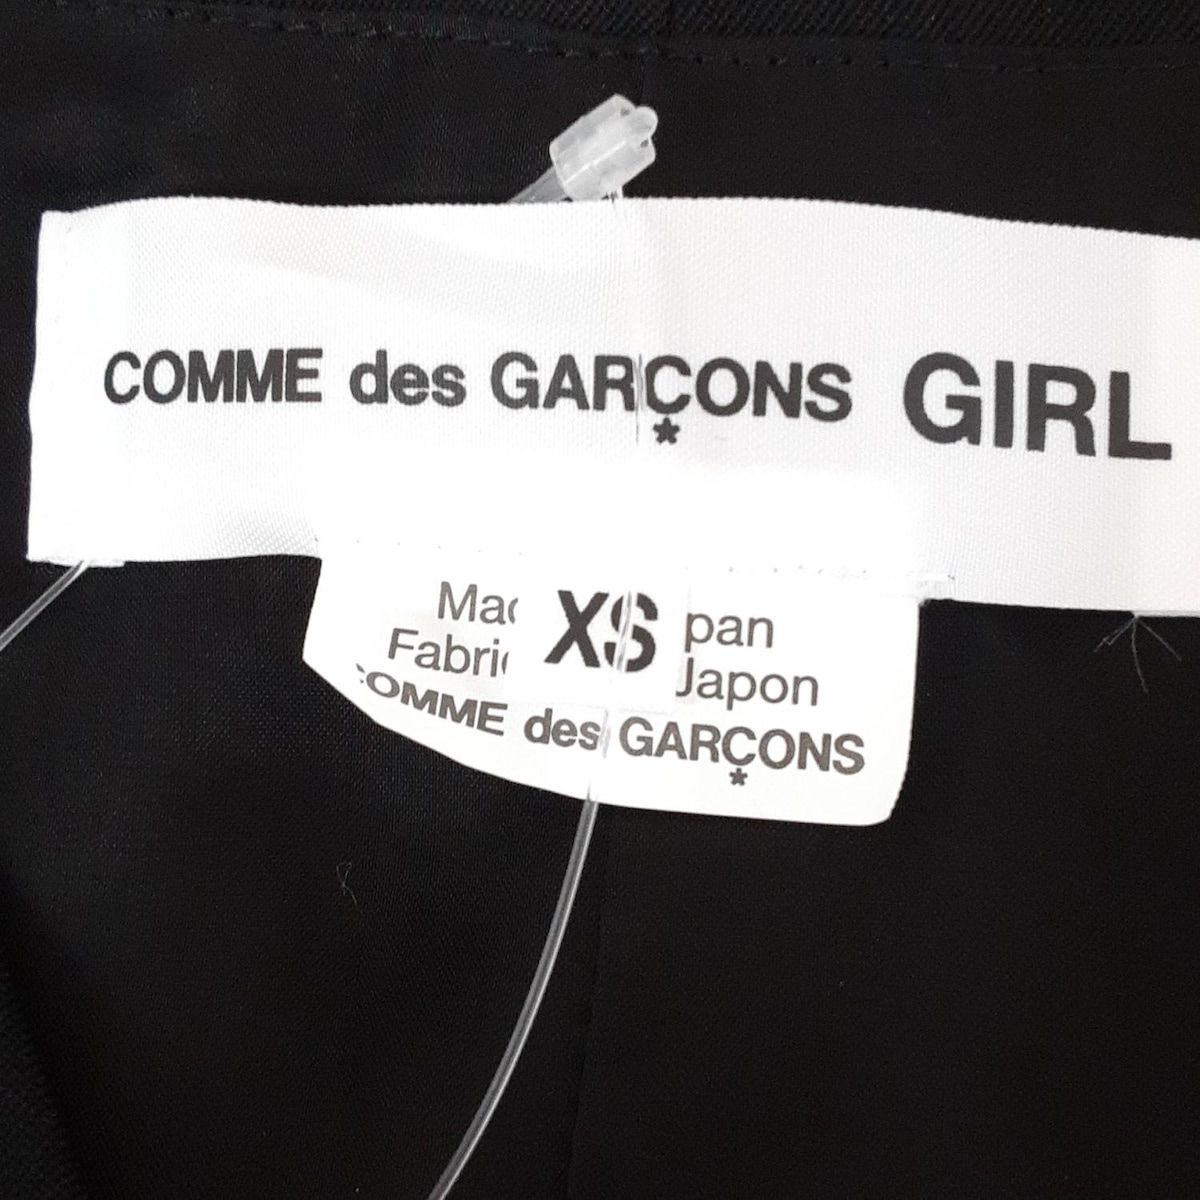 COMME des GARÇONS GIRL
XS
pan
Japon
COMME des GARÇONS